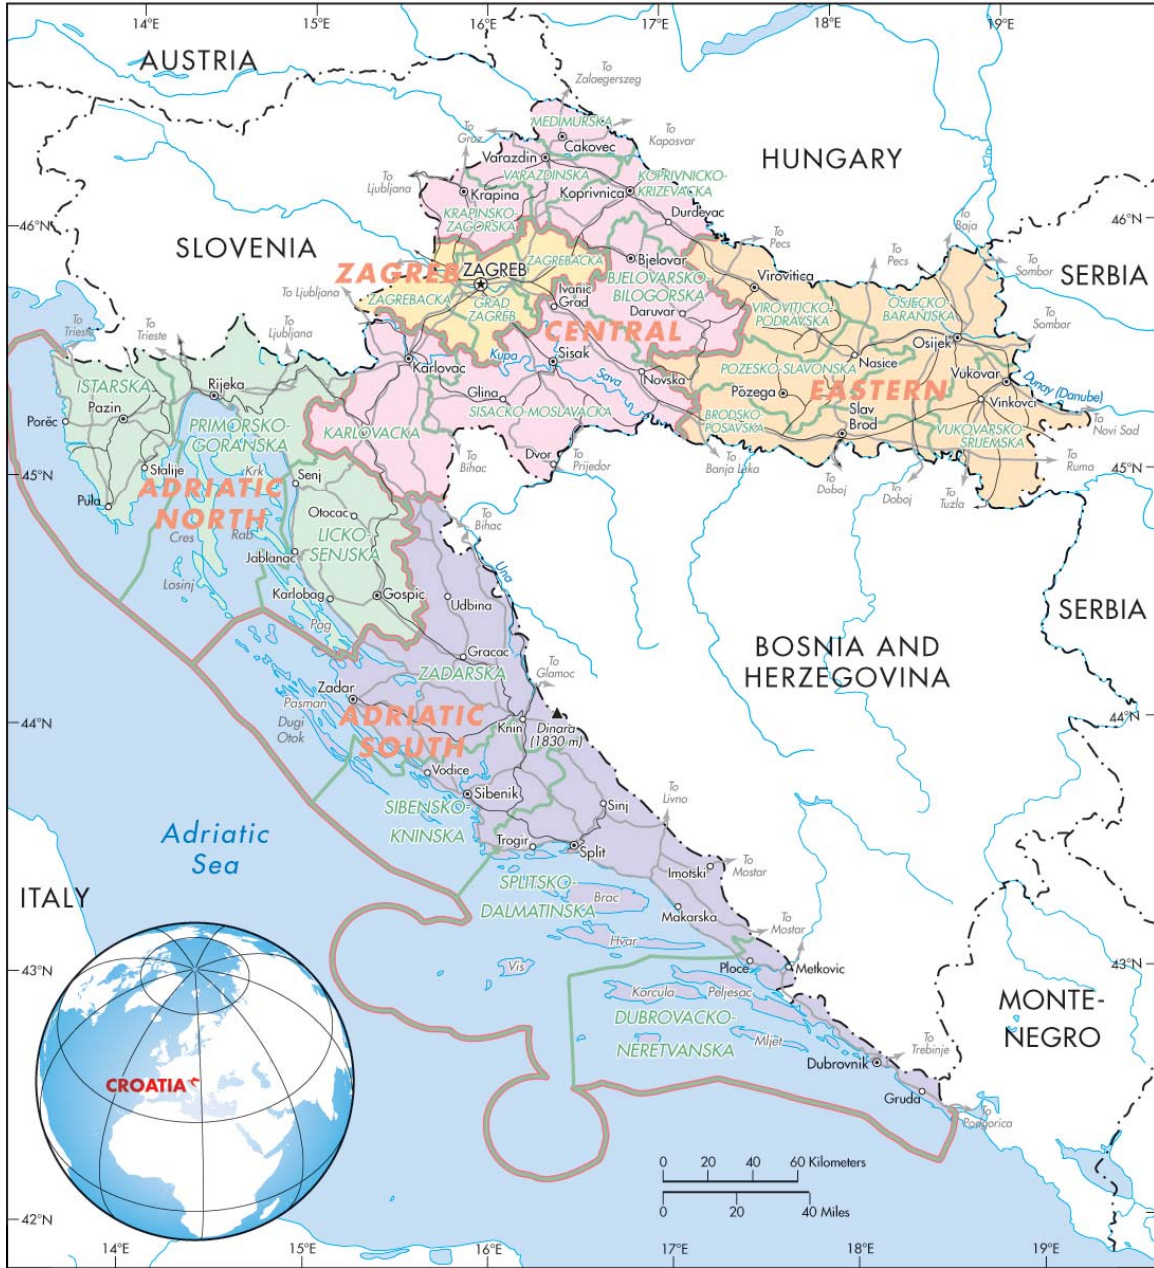 14°E
15°E
16°E
17°E
18°E
19°E
AUSTRIA
To
Zalaegerszeg
MEDIMURSKA
Cakovec
To
Graz
To
Kaposvar
HUNGARY
Varazdin
VARAZDINSKA
KOPRIVNICKO-
KRIZEVACKA
To
Ljubljana
Krapina
Koprivnica
KRAPINSKO-
ZAGORSKA
Durdevac
46°N
46°N
SLOVENIA
To
Pecs
To
Baja
To
Pecs
To
Sombor
SERBIA
ZAGREB
ZAGREB
ZAGREBACKA
Bjelovar
BJELOVARSKO-
BILOGORSKA
Virovitica
To Ljubljana
ZAGREBACKA
GRAD
ZAGREB
Ivanic
Grad
Daruvar
VIROVITICKO-
PODRAVSKA
OSJECKO-
BARANJSKA
To
Sombor
To
Trieste
To
Trieste
To
Ljubljana
CENTRAL
Kupa
Sisak
Osijek
Nasice
Karlovac
Sava
Novska
POZESKO-SLAVONSKA
Vukovar
Dunav (Danube)
ISTARSKA
Rijeka
Glina
Pozega
EASTERN
Vinkovci
Pazin
Porěc
PRIMORSKO-
GORANSKA
SISACKO-MOSLAVACKA
BRODSKO-
POSAVSKA
Slav
Brod
VUKOVARSKO-
SRIJEMSKA
To
Novi Sad
KARLOVACKA
To
Bihac
Dvor
To
Prijedor
To
Banja Leka
To
Doboj
To
Doboj
To
Tuzla
To
Ruma
45°N
45°N
Stalije
Krk
Senj
Pula
ADRIATIC
NORTH
Otocac
To
Bihac
Cres
Rab
LICKO-
SENJSKA
Jablanac
Una
Losinj
Karlobag
Gospic
Udbina
SERBIA
Pag
BOSNIA AND
HERZEGOVINA
Gracac
ZADARSKA
To
Glamoc
Zadar
Pasman
ADRIATIC
SOUTH
Dugi
Otok
Knin
Dinara
(1830 m)
44°N
44°N
Vodice
Sibenik
To
Livno
SIBENSKO-
KNINSKA
Sinj
Adriatic
Sea
Trogir
Split
Imotski
To
Mostar
ITALY
SPLITSKO-
DALMATINSKA
Brac
Makarska
To
Mostar
Hvar
Vis
Ploce
Metkovic
43°N
43°N
Korcula
Peljesac
MONTE-
NEGRO
DUBROVACKO-
NERETVANSKA
Mljet
To
Trebinje
Dubrovnik
CROATIA
Gruda
To
Pongorica
0 20 40 60 Kilometers
0 20 40 Miles
42°N
42°N
14°E
15°E
16°E
17°E
18°E
19°E